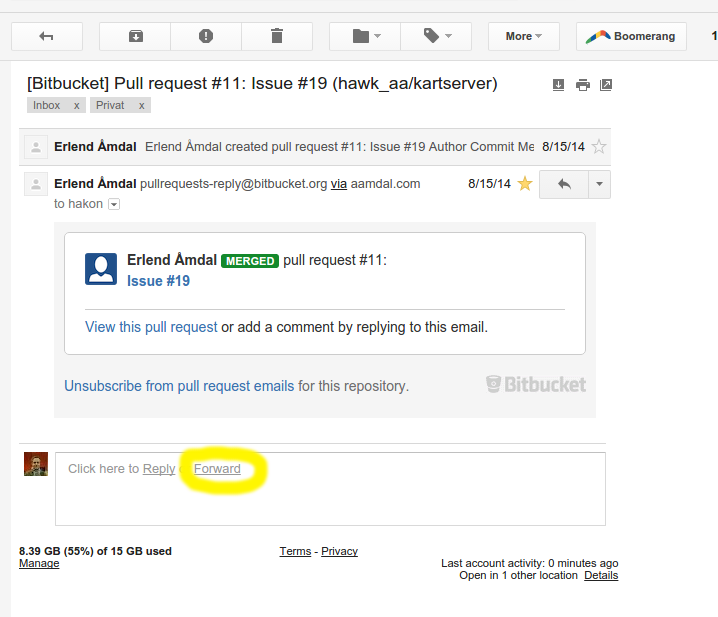 More
Boomerang
1
[Bitbucket] Pull request #11: Issue #19 (hawk_aa/kartserver)
Inbox x Privat x
Erlend Åmdal Erlend Åmdal created pull request #11: Issue #19 Author Commit Me 8/15/14
Erlend Åmdal pullrequests-reply@bitbucket.org via aamdal.com 8/15/14
to hakon
Erlend Åmdal MERGED pull request #11:
Issue #19
View this pull request or add a comment by replying to this email.
Unsubscribe from pull request emails for this repository. Bitbucket
Click here to Reply Forward
8.39 GB (55%) of 15 GB used Terms - Privacy
Manage
Last account activity: 0 minutes ago
Open in 1 other location Details